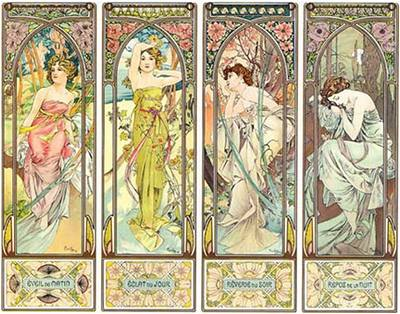 ÉVEIL DU MATIN
ÉCLAT DU JOUR
RÊVERIE DU SOIR
REPOS DE LA NUIT